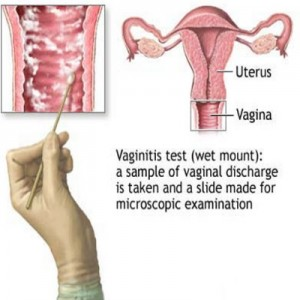 Uterus
Vagina
Vaginitis test (wet mount):
a sample of vaginal discharge
is taken and a slide made for
microscopic examination